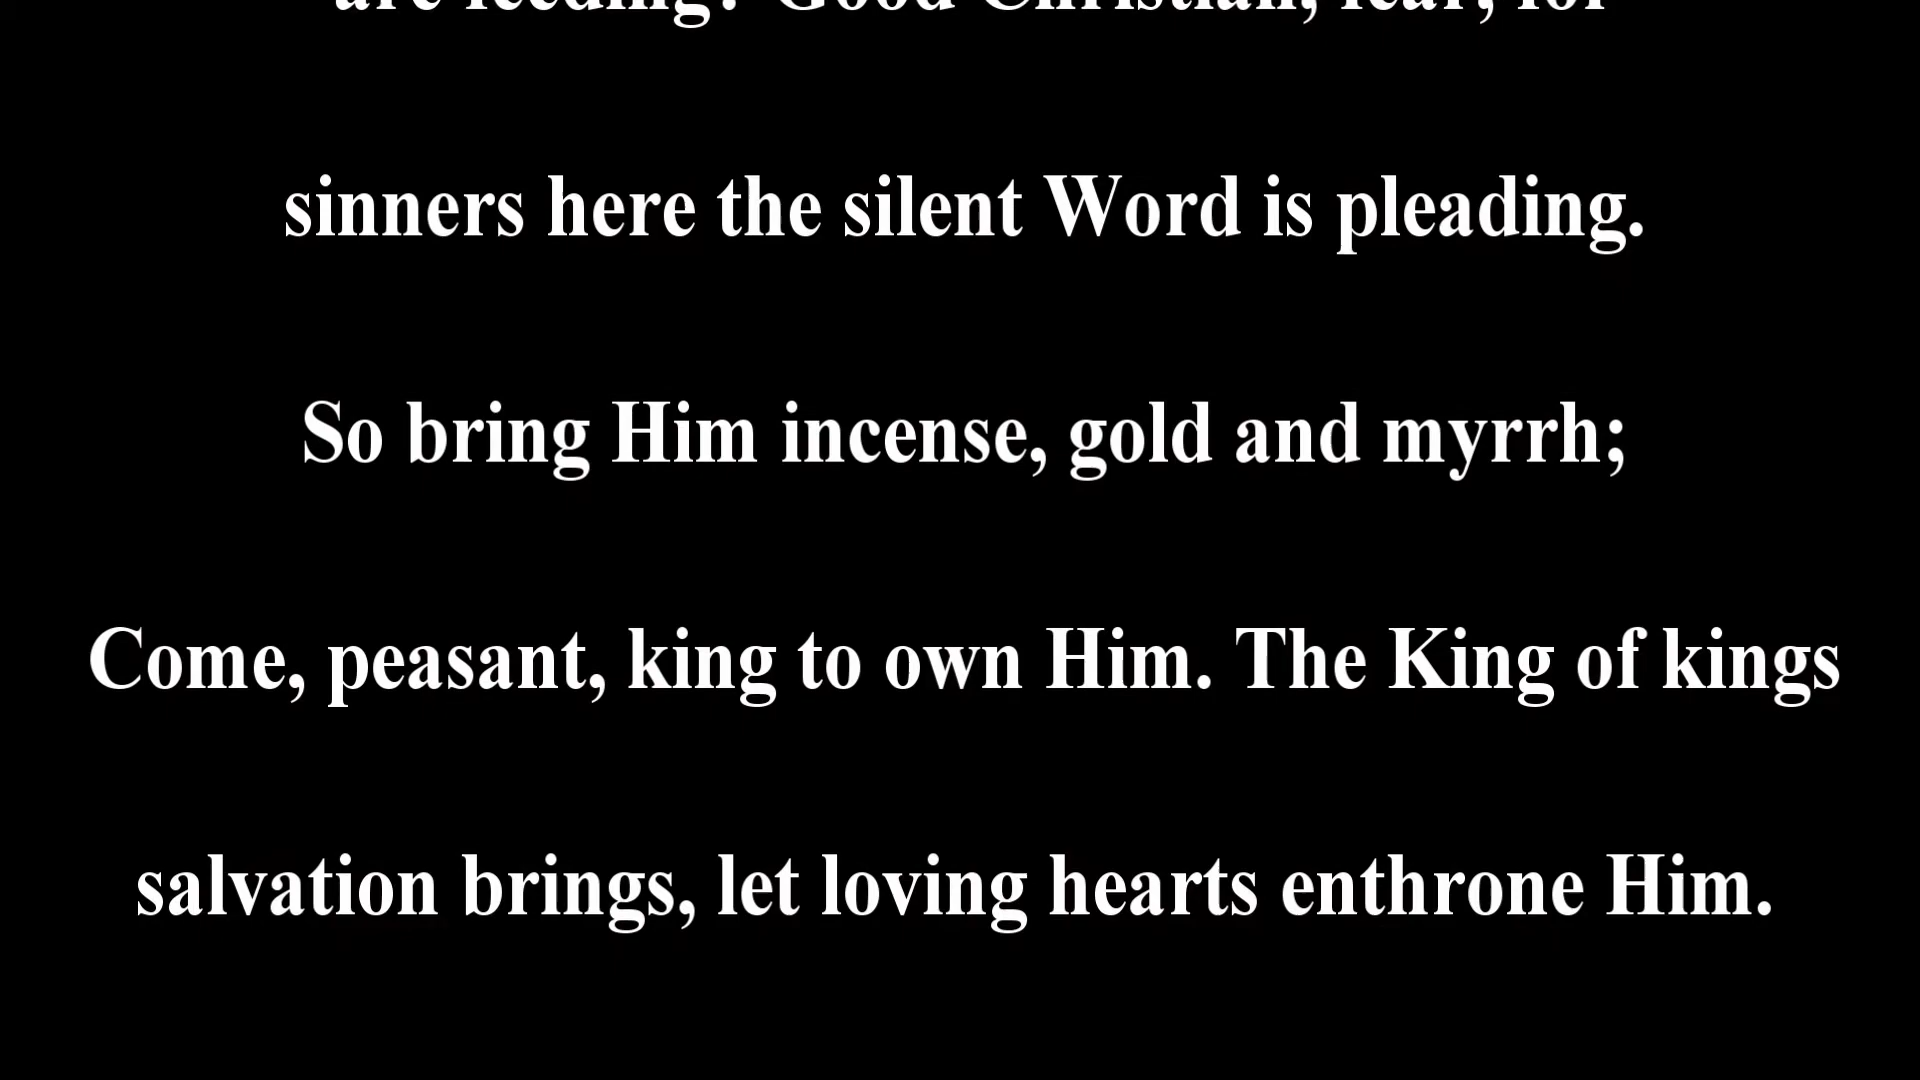 are feeding? Good Christian, fear, for
sinners here the silent Word is pleading.
So bring Him incense, gold and myrrh;
Come, peasant, king to own Him. The King of kings
salvation brings, let loving hearts enthrone Him.